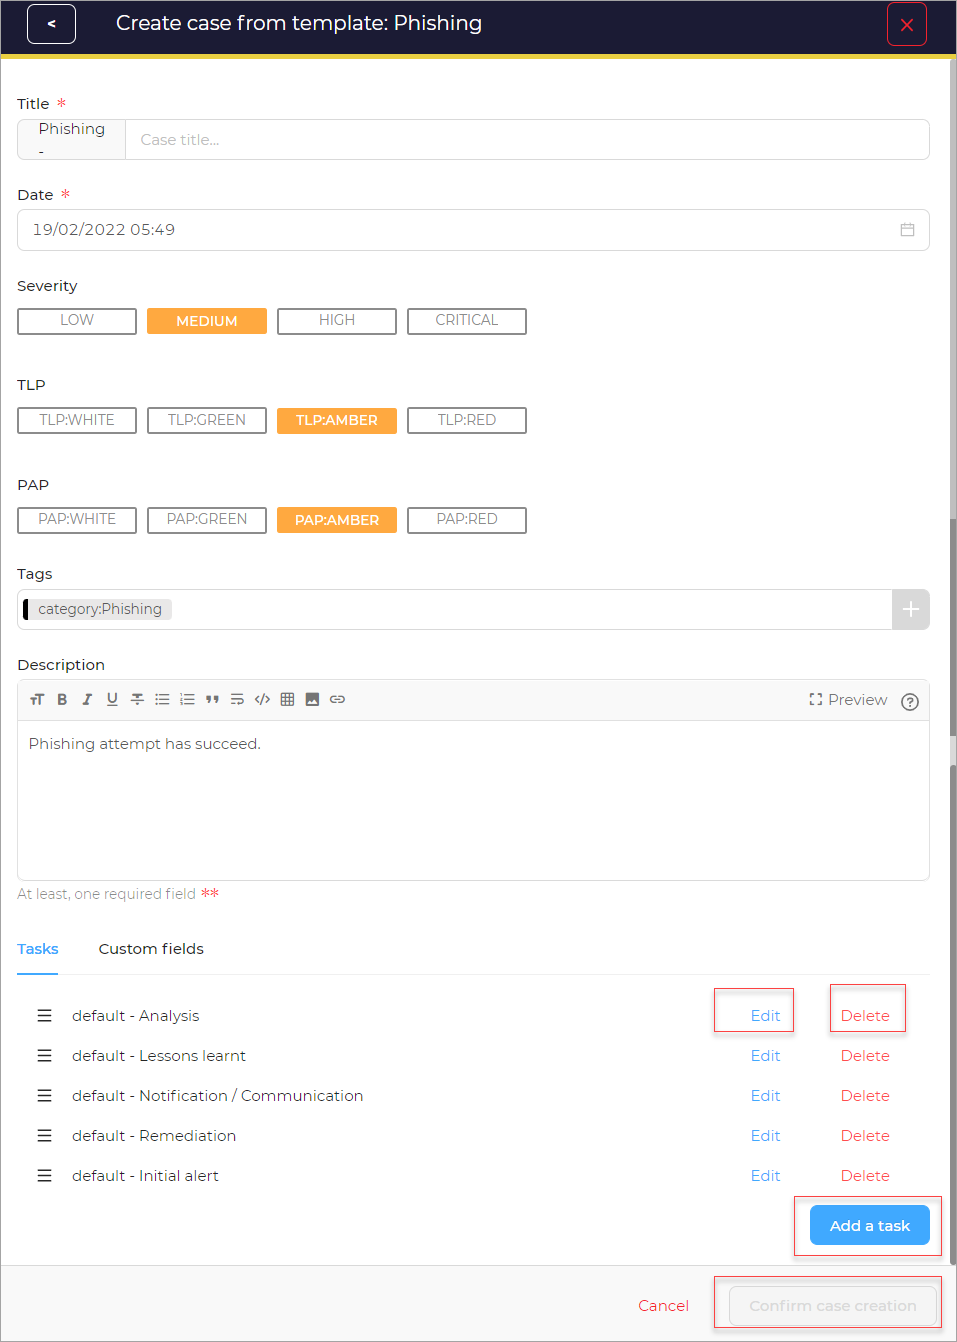 <
Create case from template: Phishing
Title *
Phishing
-
Case title...
Date *
19/02/2022 05:49
Severity
LOW
MEDIUM
HIGH
CRITICAL
TLP
TLP:WHITE
TLP:GREEN
TLP:AMBER
TLP:RED
PAP
PAP:WHITE
PAP:GREEN
PAP:AMBER
PAP:RED
Tags
category:Phishing
Description
Preview
Phishing attempt has succeed.
At least, one required field **
Tasks
Custom fields
default - Analysis
Edit
Delete
default - Lessons learnt
Edit
Delete
default - Notification / Communication
Edit
Delete
default - Remediation
Edit
Delete
default - Initial alert
Edit
Delete
Add a task
Cancel
Confirm case creation